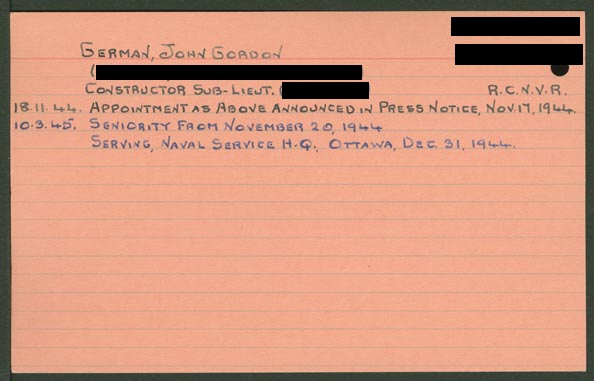 GERMAN, JOHN GORDON
(
CONSTRUCTOR SUB-LIEUT. ( R.C.N.V.R.
18.11.44. APPOINTMENT AS ABOVE ANNOUNCED IN PRESS NOTICE, NOV.17, 1944.
10.3.45. SENIORITY FROM NOVEMBER 20, 1944
SERVING, NAVAL SERVICE H.Q., OTTAWA, DEC. 31, 1944.